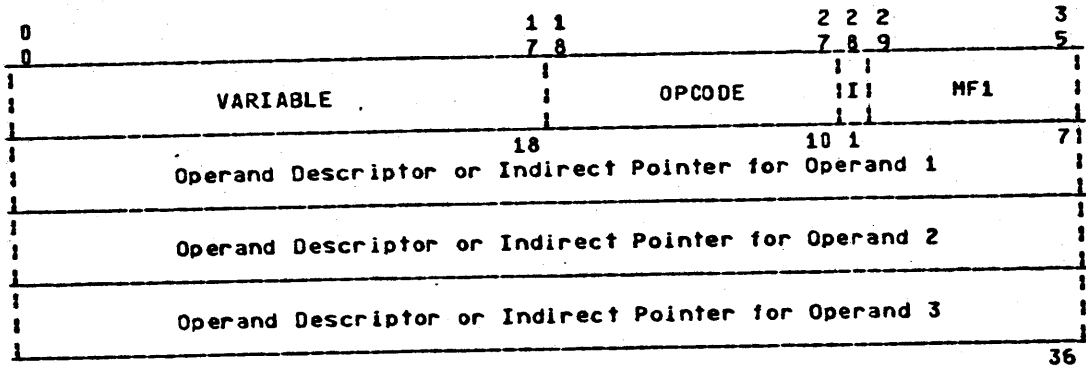 0 1 1 2 2 2 3
0 7 8 7 8 9 5
VARIABLE OPCODE I MF1
18 10 1 7
Operand Descriptor or Indirect Pointer for Operand 1
Operand Descriptor or Indirect Pointer for Operand 2
Operand Descriptor or Indirect Pointer for Operand 3
36